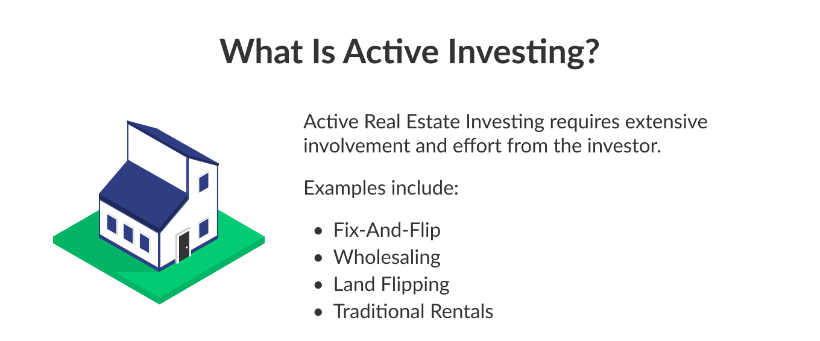 What Is Active Investing?
Active Real Estate Investing requires extensive
involvement and effort from the investor.
Examples include:
• Fix-And-Flip
• Wholesaling
• Land Flipping
• Traditional Rentals